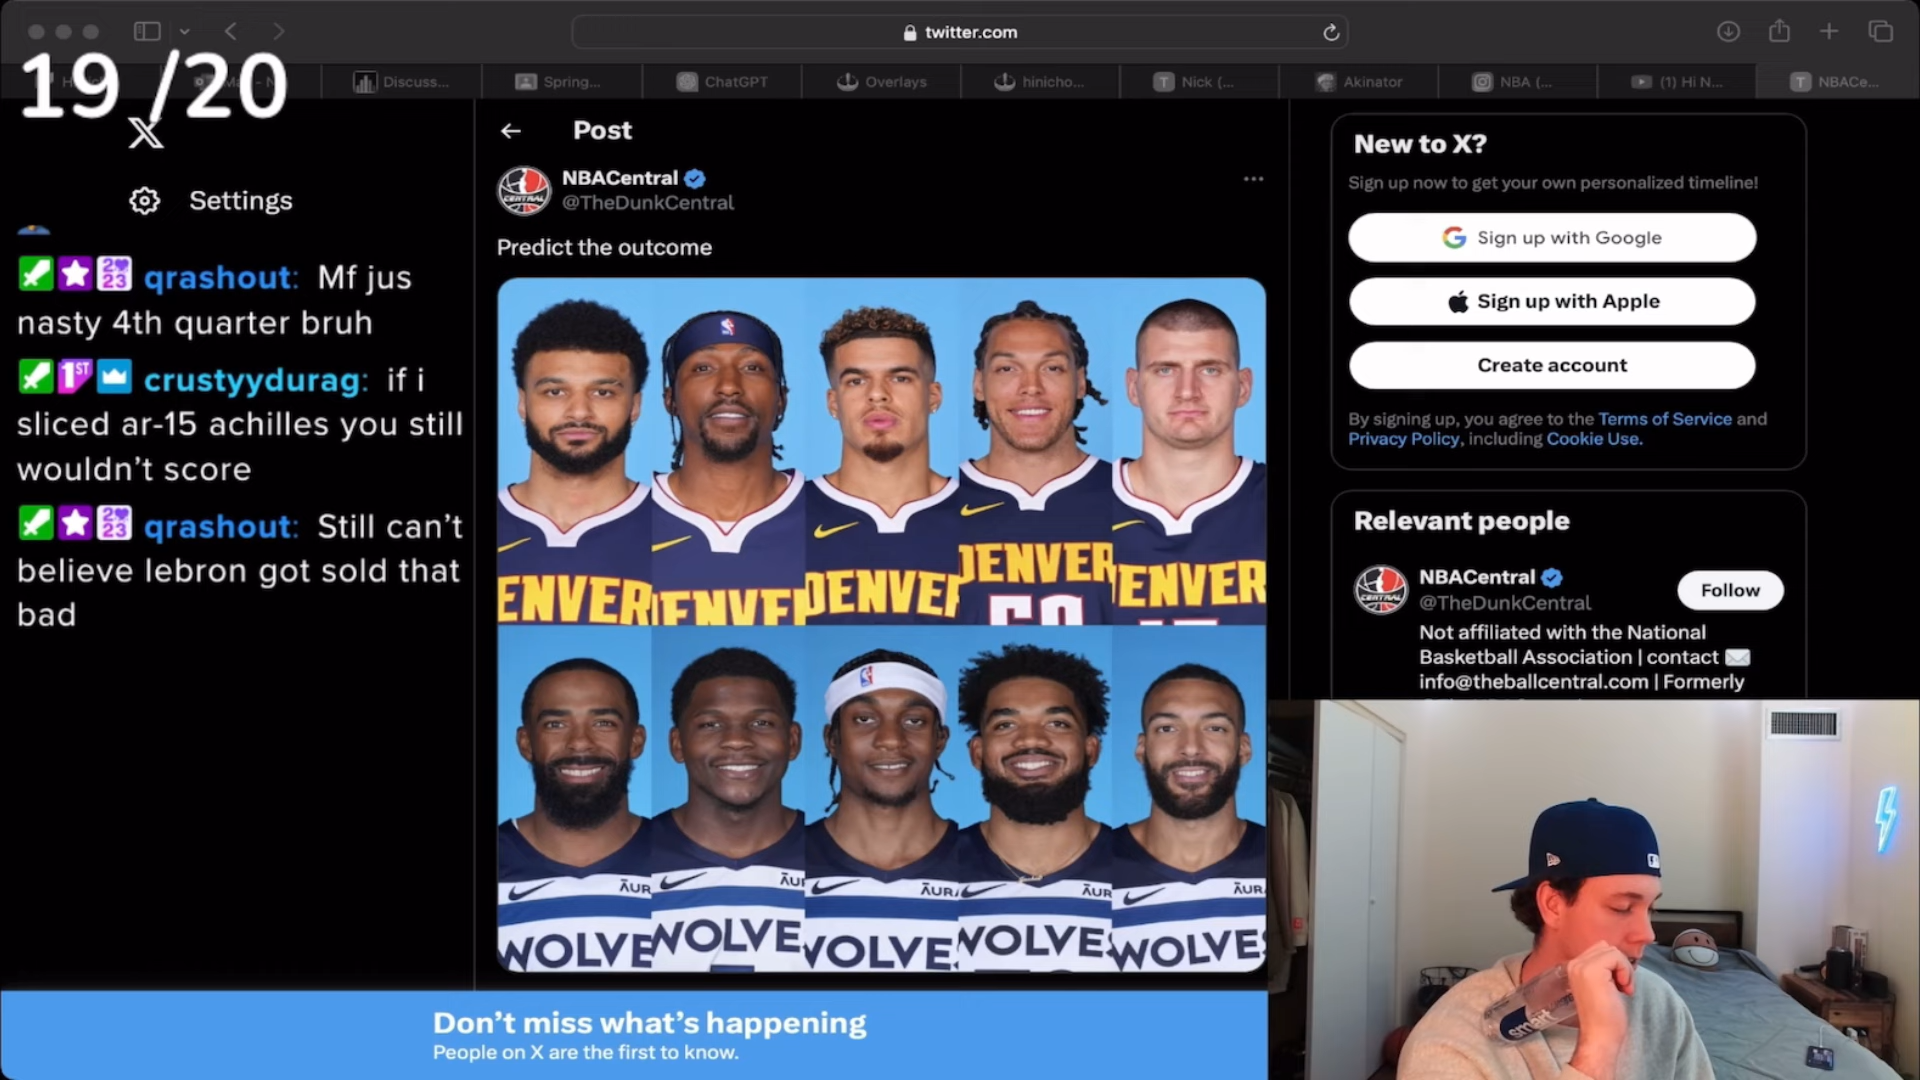 twitter.com
Discuss...
Spring...
ChatGPT
Overlays
hinicho...
Nick (...
Akinator
NBA (...
(1) Hi N...
NBACe...
19 /20
Settings
qrashout: Mf jus
nasty 4th quarter bruh
1ST crustyydurag: if i
sliced ar-15 achilles you still
wouldn't score
qrashout: Still can't
believe lebron got sold that
bad
Post
NBACentral
@TheDunkCentral
Predict the outcome
ENVER
ENVE
DENVER
DENVER
ENVER
WOLVE
WOLVE
WOLVES
WOLVES
WOLVES
New to X?
Sign up now to get your own personalized timeline!
Sign up with Google
Sign up with Apple
Create account
By signing up, you agree to the Terms of Service and
Privacy Policy, including Cookie Use.
Relevant people
NBACentral
@TheDunkCentral
Follow
Not affiliated with the National
Basketball Association | contact
info@theballcentral.com | Formerly
smart
Don't miss what's happening
People on X are the first to know.